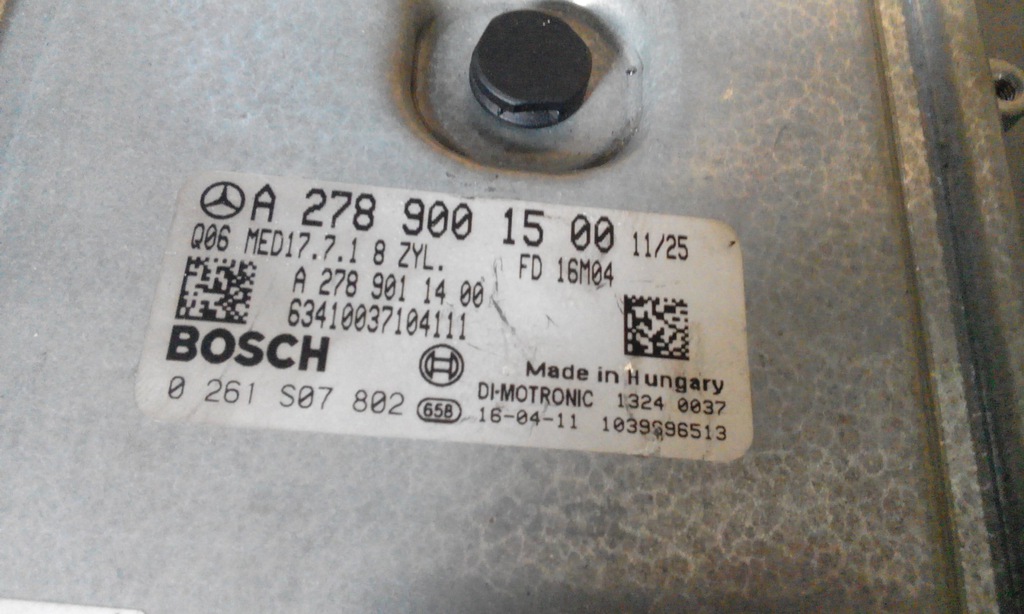 A 278 900 15 00 11/25
Q06 MED17.7.1 8 ZYL. FD 16M04
A 278 901 14 00
63410037104111
BOSCH
Made in Hungary
DI-MOTRONIC 1324 0037
0 261 S07 802 658 16-04-11 1039S96513